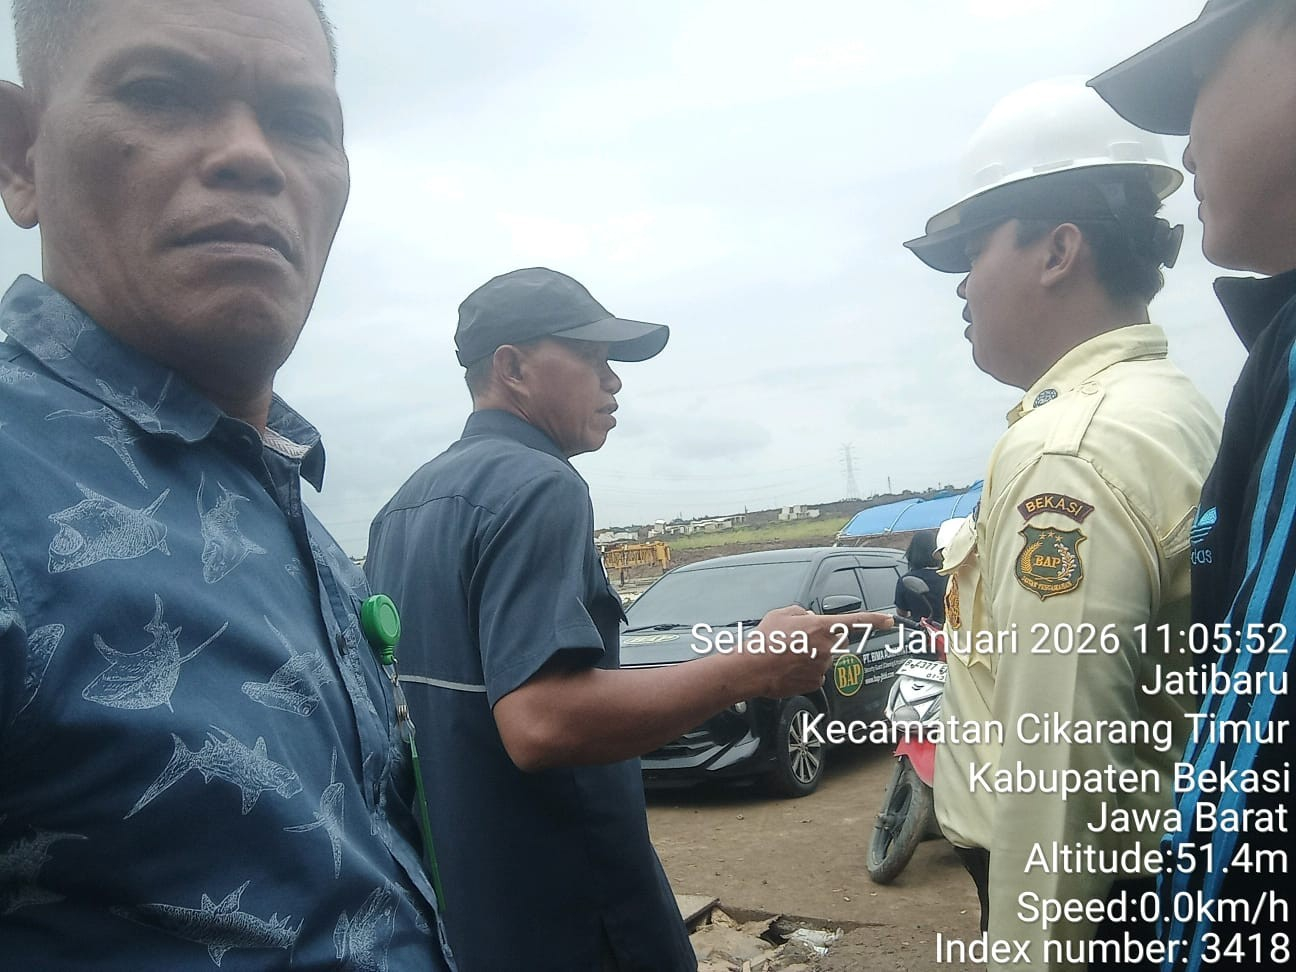 BEKASI
BAP
BAP
BAP
Selasa, 27 Januari 2026 11:05:52
Jatibaru
Kecamatan Cikarang Timur
Kabupaten Bekasi
Jawa Barat
Altitude:51.4m
Speed:0.0km/h
Index number: 3418